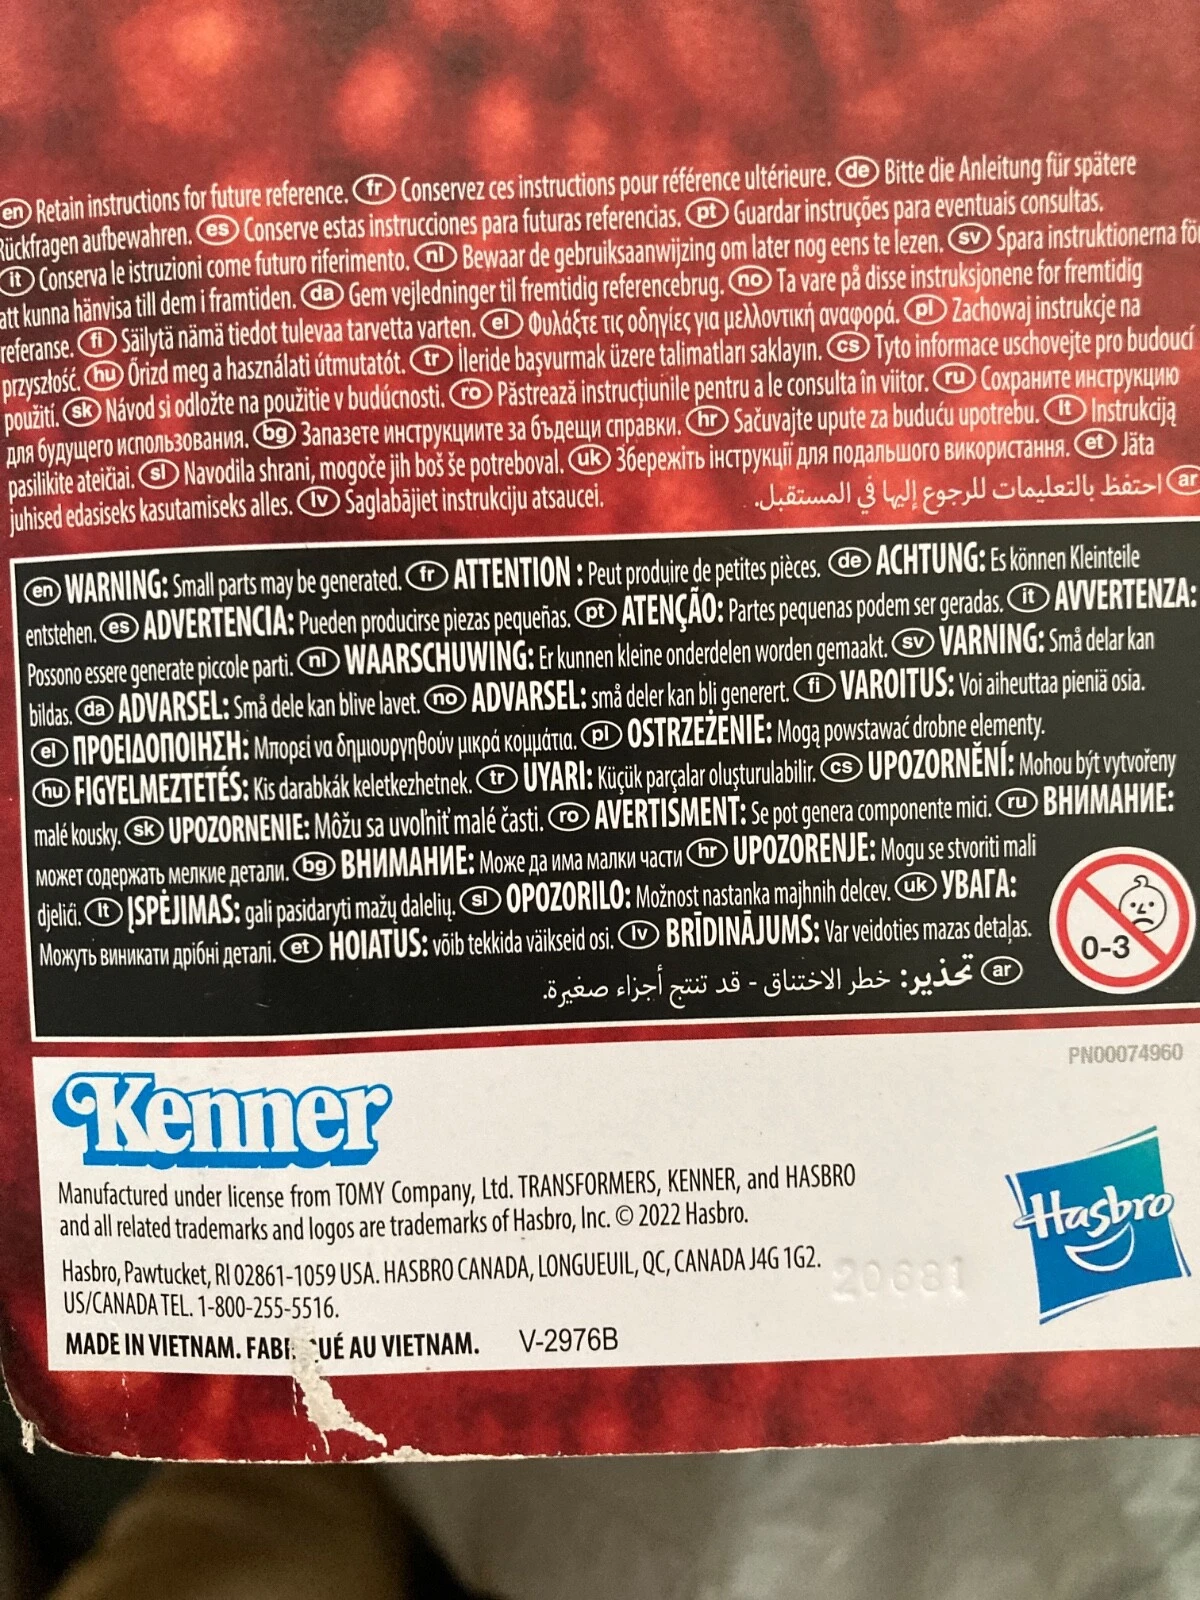 en Retain instructions for future reference. fr Conservez ces instructions pour référence ultérieure. de Bitte die Anleitung für spätere
Rückfragen aufbewahren. es Conserve estas instrucciones para futuras referencias. pt Guardar instruções para eventuais consultas.
it Conserva le istruzioni come futuro riferimento. nl Bewaar de gebruiksaanwijzing om later nog eens te lezen. sv Spara instruktionerna för
att kunna hänvisa till dem i framtiden. da Gem vejledninger til fremtidig referencebrug. no Ta vare på disse instruksjonene for fremtidig
referanse. fi Säilytä nämä tiedot tulevaa tarvetta varten. el Φυλάξτε τις οδηγίες για μελλοντική αναφορά. pl Zachowaj instrukcje na
przyszłość. hu Őrizd meg a használati útmutatót. tr İleride başvurmak üzere talimatları saklayın. cs Tyto informace uschovejte pro budoucí
použití. sk Návod si odložte na použitie v budúcnosti. ro Păstrează instrucțiunile pentru a le consulta în viitor. ru Сохраните инструкцию
для будущего использования. bg Запазете инструкциите за бъдещи справки. hr Sačuvajte upute za buduću upotrebu. lt Instrukciją
pasilikite ateičiai. sl Navodila shrani, mogoče jih boš še potreboval. uk Збережіть інструкції для подальшого використання. et Jäta
juhised edasiseks kasutamiseks alles. lv Saglabājiet instrukciju atsaucei. ar احتفظ بالتعليمات للرجوع إليها في المستقبل.
en WARNING: Small parts may be generated. fr ATTENTION : Peut produire de petites pièces. de ACHTUNG: Es können Kleinteile
entstehen. es ADVERTENCIA: Pueden producirse piezas pequeñas. pt ATENÇÃO: Partes pequenas podem ser geradas. it AVVERTENZA:
Possono essere generate piccole parti. nl WAARSCHUWING: Er kunnen kleine onderdelen worden gemaakt. sv VARNING: Små delar kan
bildas. da ADVARSEL: Små dele kan blive lavet. no ADVARSEL: små deler kan bli generert. fi VAROITUS: Voi aiheuttaa pieniä osia.
el ΠΡΟΕΙΔΟΠΟΙΗΣΗ: Μπορεί να δημιουργηθούν μικρά κομμάτια. pl OSTRZEŻENIE: Mogą powstawać drobne elementy.
hu FIGYELMEZTETÉS: Kis darabkák keletkezhetnek. tr UYARI: Küçük parçalar oluşturulabilir. cs UPOZORNĚNÍ: Mohou být vytvořeny
malé kousky. sk UPOZORNENIE: Môžu sa uvoľniť malé časti. ro AVERTISMENT: Se pot genera componente mici. ru ВНИМАНИЕ:
может содержать мелкие детали. bg ВНИМАНИЕ: Може да има малки части hr UPOZORENJE: Mogu se stvoriti mali
djelići. lt ĮSPĖJIMAS: gali pasidaryti mažų dalelių. sl OPOZORILO: Možnost nastanka majhnih delcev. uk УВАГА:
Можуть виникати дрібні деталі. et HOIATUS: võib tekkida väikseid osi. lv BRĪDINĀJUMS: Var veidoties mazas detaļas.
ar تحذير: خطر الاختناق - قد تنتج أجزاء صغيرة.
0-3
PN00074960
Kenner
Hasbro
Manufactured under license from TOMY Company, Ltd. TRANSFORMERS, KENNER, and HASBRO
and all related trademarks and logos are trademarks of Hasbro, Inc. © 2022 Hasbro.
Hasbro, Pawtucket, RI 02861-1059 USA. HASBRO CANADA, LONGUEUIL, QC, CANADA J4G 1G2.
20681
US/CANADA TEL. 1-800-255-5516.
MADE IN VIETNAM. AU VIETNAM. V-2976B